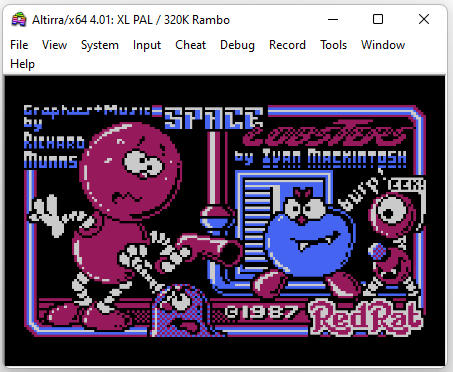 Altirra/x64 4.01: XL PAL / 320K Rambo
File View System Input Cheat Debug Record Tools Window
Help
Graphics+Music
by
Richard
Munns
SPACE
Lobsters
by Ivan Mackintosh
burp!
EEK!
©1987
Red Rat